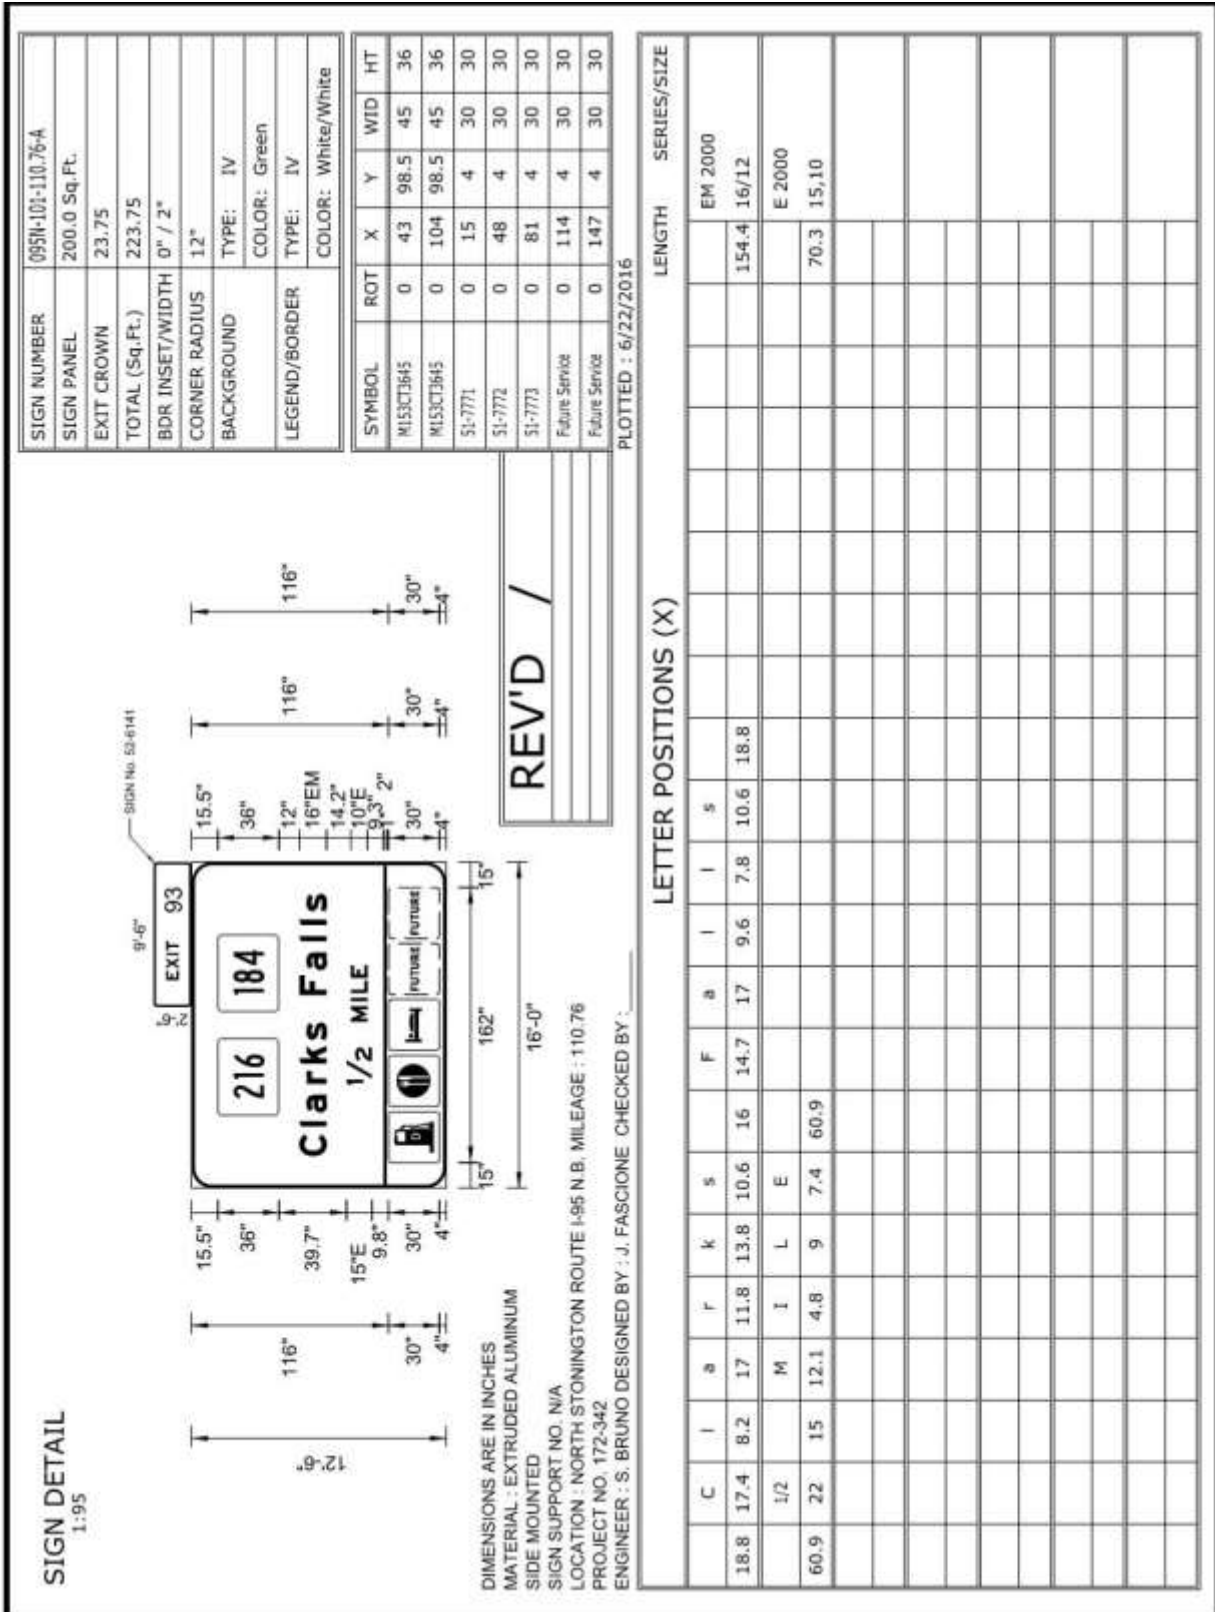 SIGN DETAIL
1:95
SIGN No. 52-6141
9'-6"
2'-6"
EXIT 93
216 184
Clarks Falls
1/2 MILE
FUTURE FUTURE
12'-6"
116"
30"
4"
15.5"
36"
39.7"
15"E
9.8"
30"
4"
15.5"
36"
12"
16"EM
14.2"
10"E
9.3"
2"
30"
4"
116"
30"
4"
116"
30"
4"
15" 162" 15"
16'-0"
DIMENSIONS ARE IN INCHES
MATERIAL : EXTRUDED ALUMINUM
SIDE MOUNTED
SIGN SUPPORT NO. N/A
LOCATION : NORTH STONINGTON ROUTE I-95 N.B. MILEAGE : 110.76
PROJECT NO. 172-342
ENGINEER : S. BRUNO DESIGNED BY : J. FASCIONE CHECKED BY :
REV'D /
SIGN NUMBER 095N-101-110.76-A
SIGN PANEL 200.0 Sq.Ft.
EXIT CROWN 23.75
TOTAL (Sq.Ft.) 223.75
BDR INSET/WIDTH 0" / 2"
CORNER RADIUS 12"
BACKGROUND TYPE: IV
COLOR: Green
LEGEND/BORDER TYPE: IV
COLOR: White/White
SYMBOL ROT X Y WID HT
M153CT3645 0 43 98.5 45 36
M153CT3645 0 104 98.5 45 36
S1-7771 0 15 4 30 30
S1-7772 0 48 4 30 30
S1-7773 0 81 4 30 30
Future Service 0 114 4 30 30
Future Service 0 147 4 30 30
PLOTTED : 6/22/2016
LETTER POSITIONS (X) LENGTH SERIES/SIZE
C l a r k s F a l l s EM 2000
18.8 17.4 8.2 17 11.8 13.8 10.6 16 14.7 17 9.6 7.8 10.6 18.8 154.4 16/12
1/2 M I L E E 2000
60.9 22 15 12.1 4.8 9 7.4 60.9 70.3 15,10